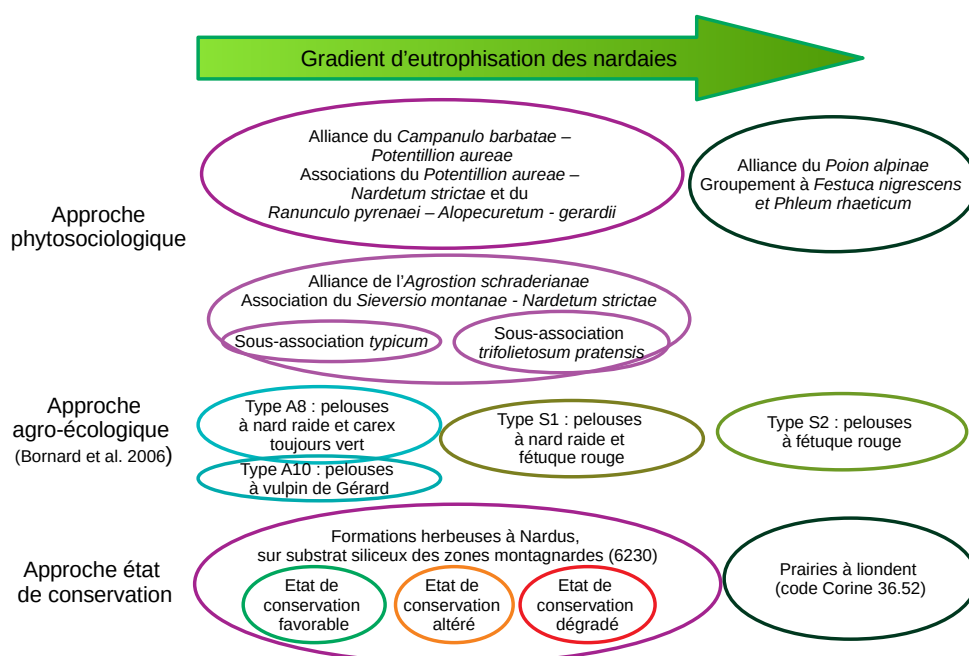 Gradient d'eutrophisation des nardaies
Alliance du Campanulo barbatae –
Potentillion aureae
Associations du Potentillion aureae –
Nardetum strictae et du
Ranunculo pyrenaei – Alopecuretum - gerardii
Alliance du Poion alpinae
Groupement à Festuca nigrescens
et Phleum rhaeticum
Approche
phytosociologique
Alliance de l'Agrostion schraderianae
Association du Sieversio montanae - Nardetum strictae
Sous-association typicum
Sous-association
trifolietosum pratensis
Approche
agro-écologique
(Bornard et al. 2006)
Type A8 : pelouses
à nard raide et carex
toujours vert
Type A10 : pelouses
à vulpin de Gérard
Type S1 : pelouses
à nard raide et
fétuque rouge
Type S2 : pelouses
à fétuque rouge
Approche état
de conservation
Formations herbeuses à Nardus,
sur substrat siliceux des zones montagnardes (6230)
Etat de
conservation
favorable
Etat de
conservation
altéré
Etat de
conservation
dégradé
Prairies à liondent
(code Corine 36.52)